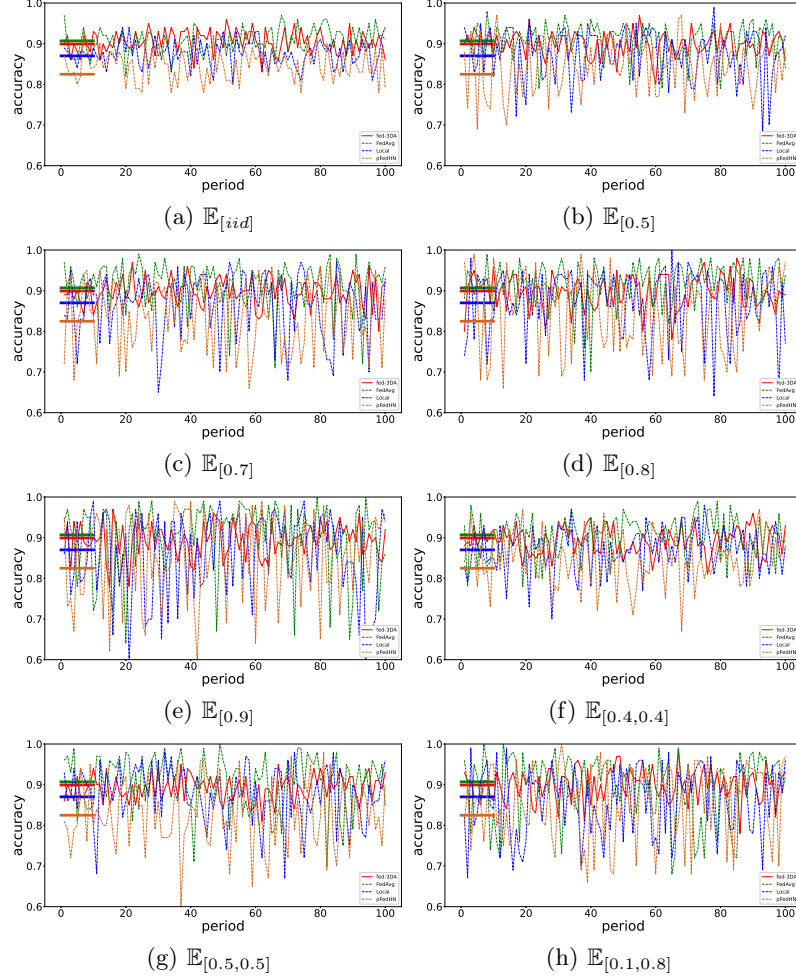 1.0
0.9
0.8
0.7
0.6
accuracy
0 20 40 60 80 100
period
fed-3DA
FedAvg
Local
pFedHN
(a) 𝔼[iid]
1.0
0.9
0.8
0.7
0.6
accuracy
0 20 40 60 80 100
period
fed-3DA
FedAvg
Local
pFedHN
(b) 𝔼[0.5]
1.0
0.9
0.8
0.7
0.6
accuracy
0 20 40 60 80 100
period
fed-3DA
FedAvg
Local
pFedHN
(c) 𝔼[0.7]
1.0
0.9
0.8
0.7
0.6
accuracy
0 20 40 60 80 100
period
fed-3DA
FedAvg
Local
pFedHN
(d) 𝔼[0.8]
1.0
0.9
0.8
0.7
0.6
accuracy
0 20 40 60 80 100
period
fed-3DA
FedAvg
Local
pFedHN
(e) 𝔼[0.9]
1.0
0.9
0.8
0.7
0.6
accuracy
0 20 40 60 80 100
period
fed-3DA
FedAvg
Local
pFedHN
(f) 𝔼[0.4,0.4]
1.0
0.9
0.8
0.7
0.6
accuracy
0 20 40 60 80 100
period
fed-3DA
FedAvg
Local
pFedHN
(g) 𝔼[0.5,0.5]
1.0
0.9
0.8
0.7
0.6
accuracy
0 20 40 60 80 100
period
fed-3DA
FedAvg
Local
pFedHN
(h) 𝔼[0.1,0.8]